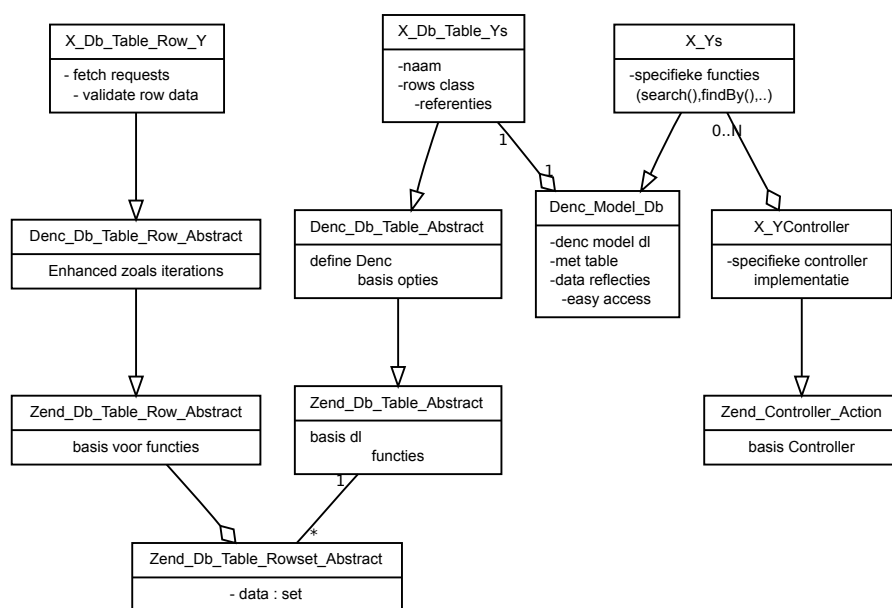 X_Db_Table_Row_Y
- fetch requests
- validate row data
X_Db_Table_Ys
-naam
-rows class
-referenties
X_Ys
-specifieke functies
(search(),findBy(),..)
1
1
0..N
Denc_Db_Table_Row_Abstract
Enhanced zoals iterations
Denc_Db_Table_Abstract
define Denc
basis opties
Denc_Model_Db
-denc model dl
-met table
-data reflecties
-easy access
X_YController
-specifieke controller
implementatie
Zend_Db_Table_Row_Abstract
basis voor functies
Zend_Db_Table_Abstract
basis dl
functies
Zend_Controller_Action
basis Controller
1
*
Zend_Db_Table_Rowset_Abstract
- data : set